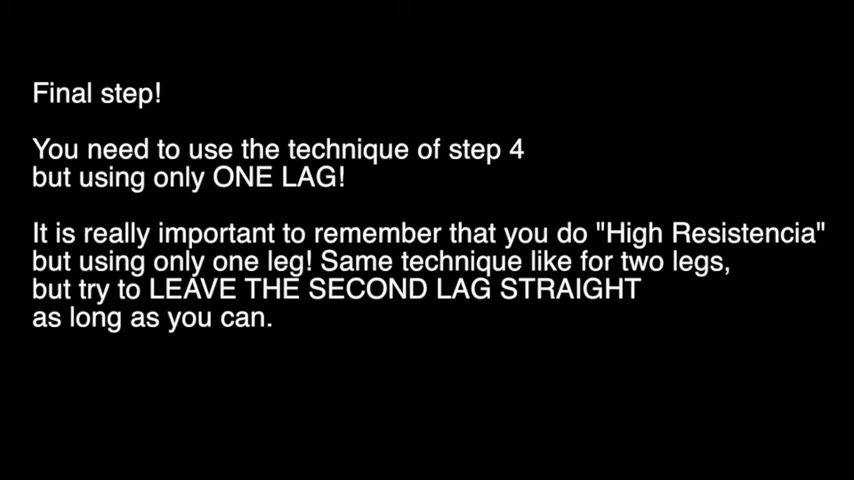 Final step!
You need to use the technique of step 4
but using only ONE LAG!
It is really important to remember that you do "High Resistencia"
but using only one leg! Same technique like for two legs,
but try to LEAVE THE SECOND LAG STRAIGHT
as long as you can.